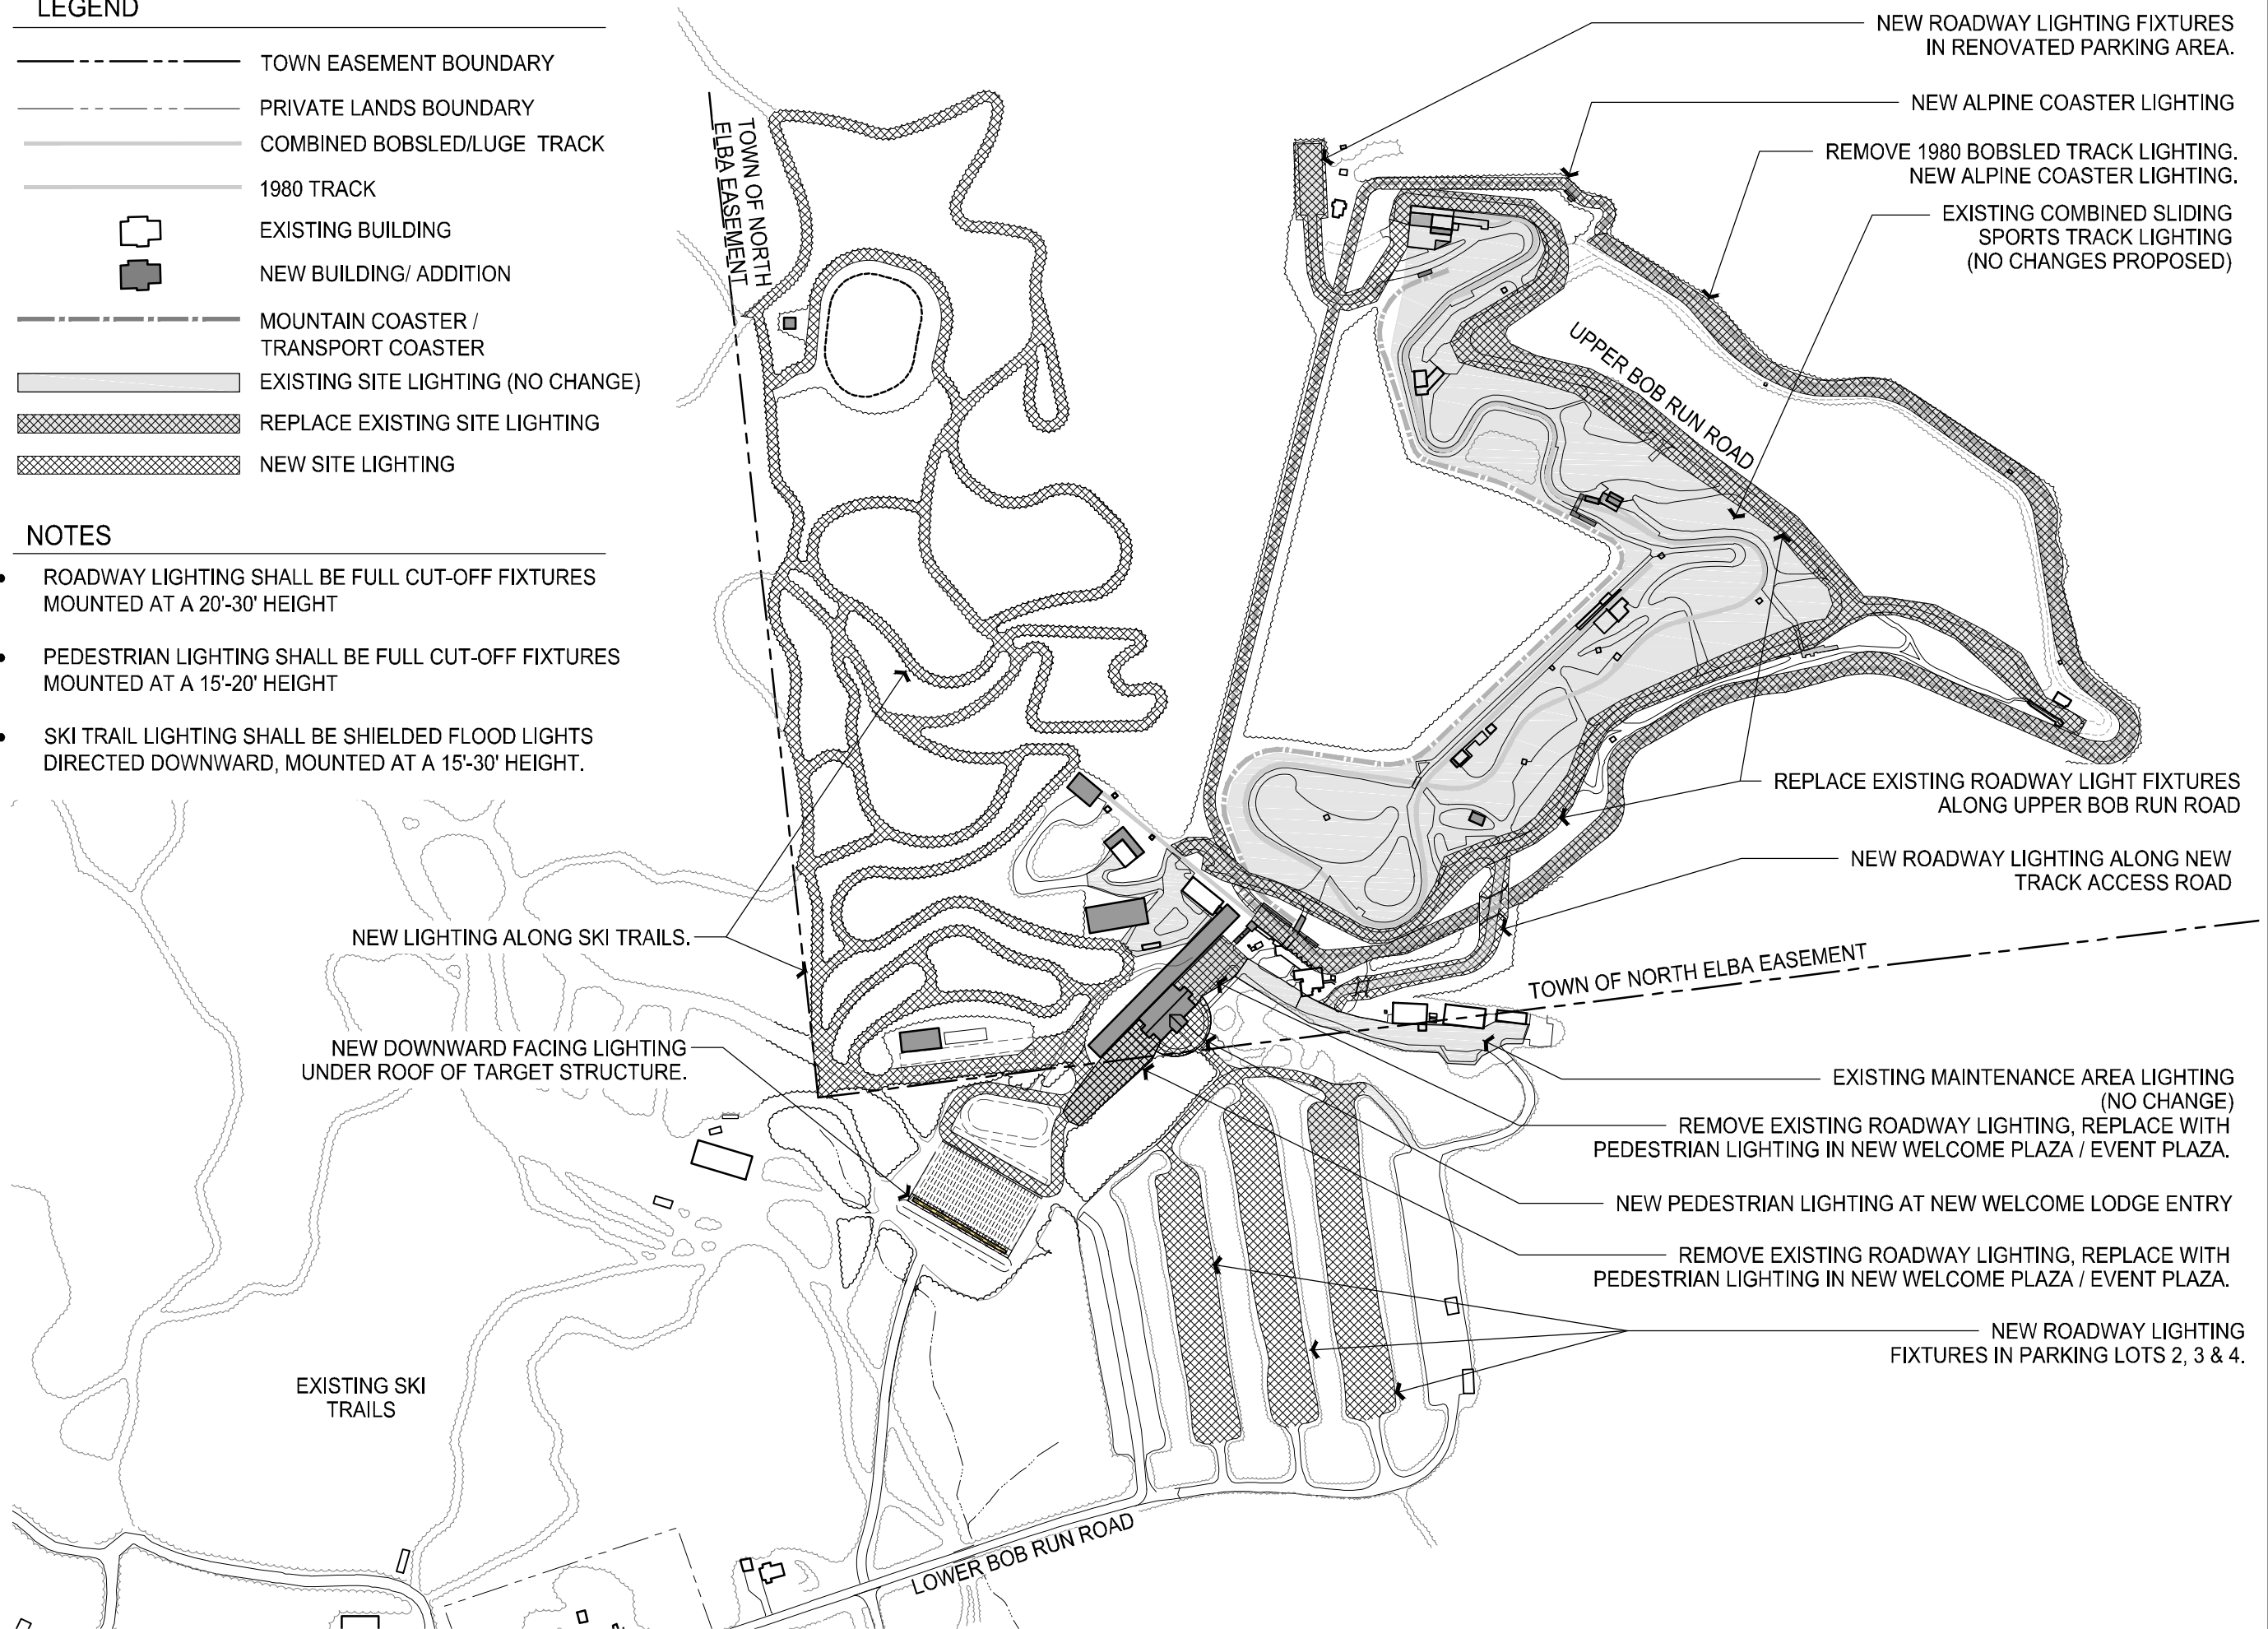 LEGEND
TOWN EASEMENT BOUNDARY
PRIVATE LANDS BOUNDARY
COMBINED BOBSLED/LUGE TRACK
1980 TRACK
EXISTING BUILDING
NEW BUILDING/ ADDITION
MOUNTAIN COASTER /
TRANSPORT COASTER
EXISTING SITE LIGHTING (NO CHANGE)
REPLACE EXISTING SITE LIGHTING
NEW SITE LIGHTING
NOTES
• ROADWAY LIGHTING SHALL BE FULL CUT-OFF FIXTURES
MOUNTED AT A 20'-30' HEIGHT
• PEDESTRIAN LIGHTING SHALL BE FULL CUT-OFF FIXTURES
MOUNTED AT A 15'-20' HEIGHT
• SKI TRAIL LIGHTING SHALL BE SHIELDED FLOOD LIGHTS
DIRECTED DOWNWARD, MOUNTED AT A 15'-30' HEIGHT.
TOWN OF NORTH
ELBA EASEMENT
NEW ROADWAY LIGHTING FIXTURES
IN RENOVATED PARKING AREA.
NEW ALPINE COASTER LIGHTING
REMOVE 1980 BOBSLED TRACK LIGHTING.
NEW ALPINE COASTER LIGHTING.
EXISTING COMBINED SLIDING
SPORTS TRACK LIGHTING
(NO CHANGES PROPOSED)
UPPER BOB RUN ROAD
REPLACE EXISTING ROADWAY LIGHT FIXTURES
ALONG UPPER BOB RUN ROAD
NEW ROADWAY LIGHTING ALONG NEW
TRACK ACCESS ROAD
NEW LIGHTING ALONG SKI TRAILS.
TOWN OF NORTH ELBA EASEMENT
NEW DOWNWARD FACING LIGHTING
UNDER ROOF OF TARGET STRUCTURE.
EXISTING MAINTENANCE AREA LIGHTING
(NO CHANGE)
REMOVE EXISTING ROADWAY LIGHTING, REPLACE WITH
PEDESTRIAN LIGHTING IN NEW WELCOME PLAZA / EVENT PLAZA.
NEW PEDESTRIAN LIGHTING AT NEW WELCOME LODGE ENTRY
REMOVE EXISTING ROADWAY LIGHTING, REPLACE WITH
PEDESTRIAN LIGHTING IN NEW WELCOME PLAZA / EVENT PLAZA.
NEW ROADWAY LIGHTING
FIXTURES IN PARKING LOTS 2, 3 & 4.
EXISTING SKI
TRAILS
LOWER BOB RUN ROAD